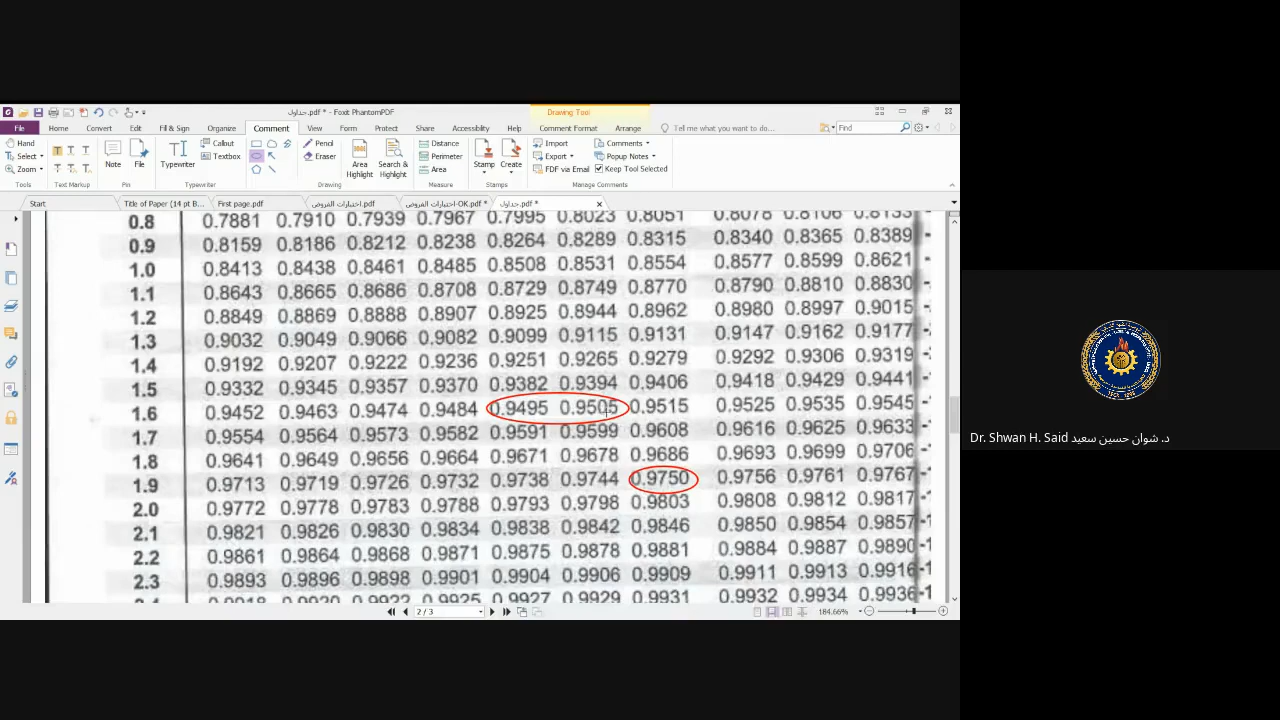 جداول.pdf * - Foxit PhantomPDF
Drawing Tool
File Home Convert Edit Fill & Sign Organize Comment View Form Protect Share Accessibility Help Comment Format Arrange Tell me what you want to do... Find
Hand
Select
Zoom
Tools
Text Markup
Note
File
Pin
Typewriter
Callout
Textbox
Typewriter
Pencil
Eraser
Area Highlight
Search & Highlight
Drawing
Distance
Perimeter
Area
Measure
Stamp
Create
Stamps
Import
Export
FDF via Email
Comments
Popup Notes
Keep Tool Selected
Manage Comments
Start Title of Paper (14 pt B... First page.pdf اختبارات الفروض.pdf اختبارات الفروض-OK.pdf * جداول.pdf *
0.8 0.7881 0.7910 0.7939 0.7967 0.7995 0.8023 0.8051 0.8078 0.8106 0.8133
0.9 0.8159 0.8186 0.8212 0.8238 0.8264 0.8289 0.8315 0.8340 0.8365 0.8389
1.0 0.8413 0.8438 0.8461 0.8485 0.8508 0.8531 0.8554 0.8577 0.8599 0.8621
1.1 0.8643 0.8665 0.8686 0.8708 0.8729 0.8749 0.8770 0.8790 0.8810 0.8830
1.2 0.8849 0.8869 0.8888 0.8907 0.8925 0.8944 0.8962 0.8980 0.8997 0.9015
1.3 0.9032 0.9049 0.9066 0.9082 0.9099 0.9115 0.9131 0.9147 0.9162 0.9177
1.4 0.9192 0.9207 0.9222 0.9236 0.9251 0.9265 0.9279 0.9292 0.9306 0.9319
1.5 0.9332 0.9345 0.9357 0.9370 0.9382 0.9394 0.9406 0.9418 0.9429 0.9441
1.6 0.9452 0.9463 0.9474 0.9484 0.9495 0.9505 0.9515 0.9525 0.9535 0.9545
1.7 0.9554 0.9564 0.9573 0.9582 0.9591 0.9599 0.9608 0.9616 0.9625 0.9633
1.8 0.9641 0.9649 0.9656 0.9664 0.9671 0.9678 0.9686 0.9693 0.9699 0.9706
1.9 0.9713 0.9719 0.9726 0.9732 0.9738 0.9744 0.9750 0.9756 0.9761 0.9767
2.0 0.9772 0.9778 0.9783 0.9788 0.9793 0.9798 0.9803 0.9808 0.9812 0.9817
2.1 0.9821 0.9826 0.9830 0.9834 0.9838 0.9842 0.9846 0.9850 0.9854 0.9857
2.2 0.9861 0.9864 0.9868 0.9871 0.9875 0.9878 0.9881 0.9884 0.9887 0.9890
2.3 0.9893 0.9896 0.9898 0.9901 0.9904 0.9906 0.9909 0.9911 0.9913 0.9916
0.9918 0.9920 0.9922 0.9925 0.9927 0.9929 0.9931 0.9932 0.9934 0.9936
2 / 3
184.66%
Dr. Shwan H. Said د. شوان حسين سعيد